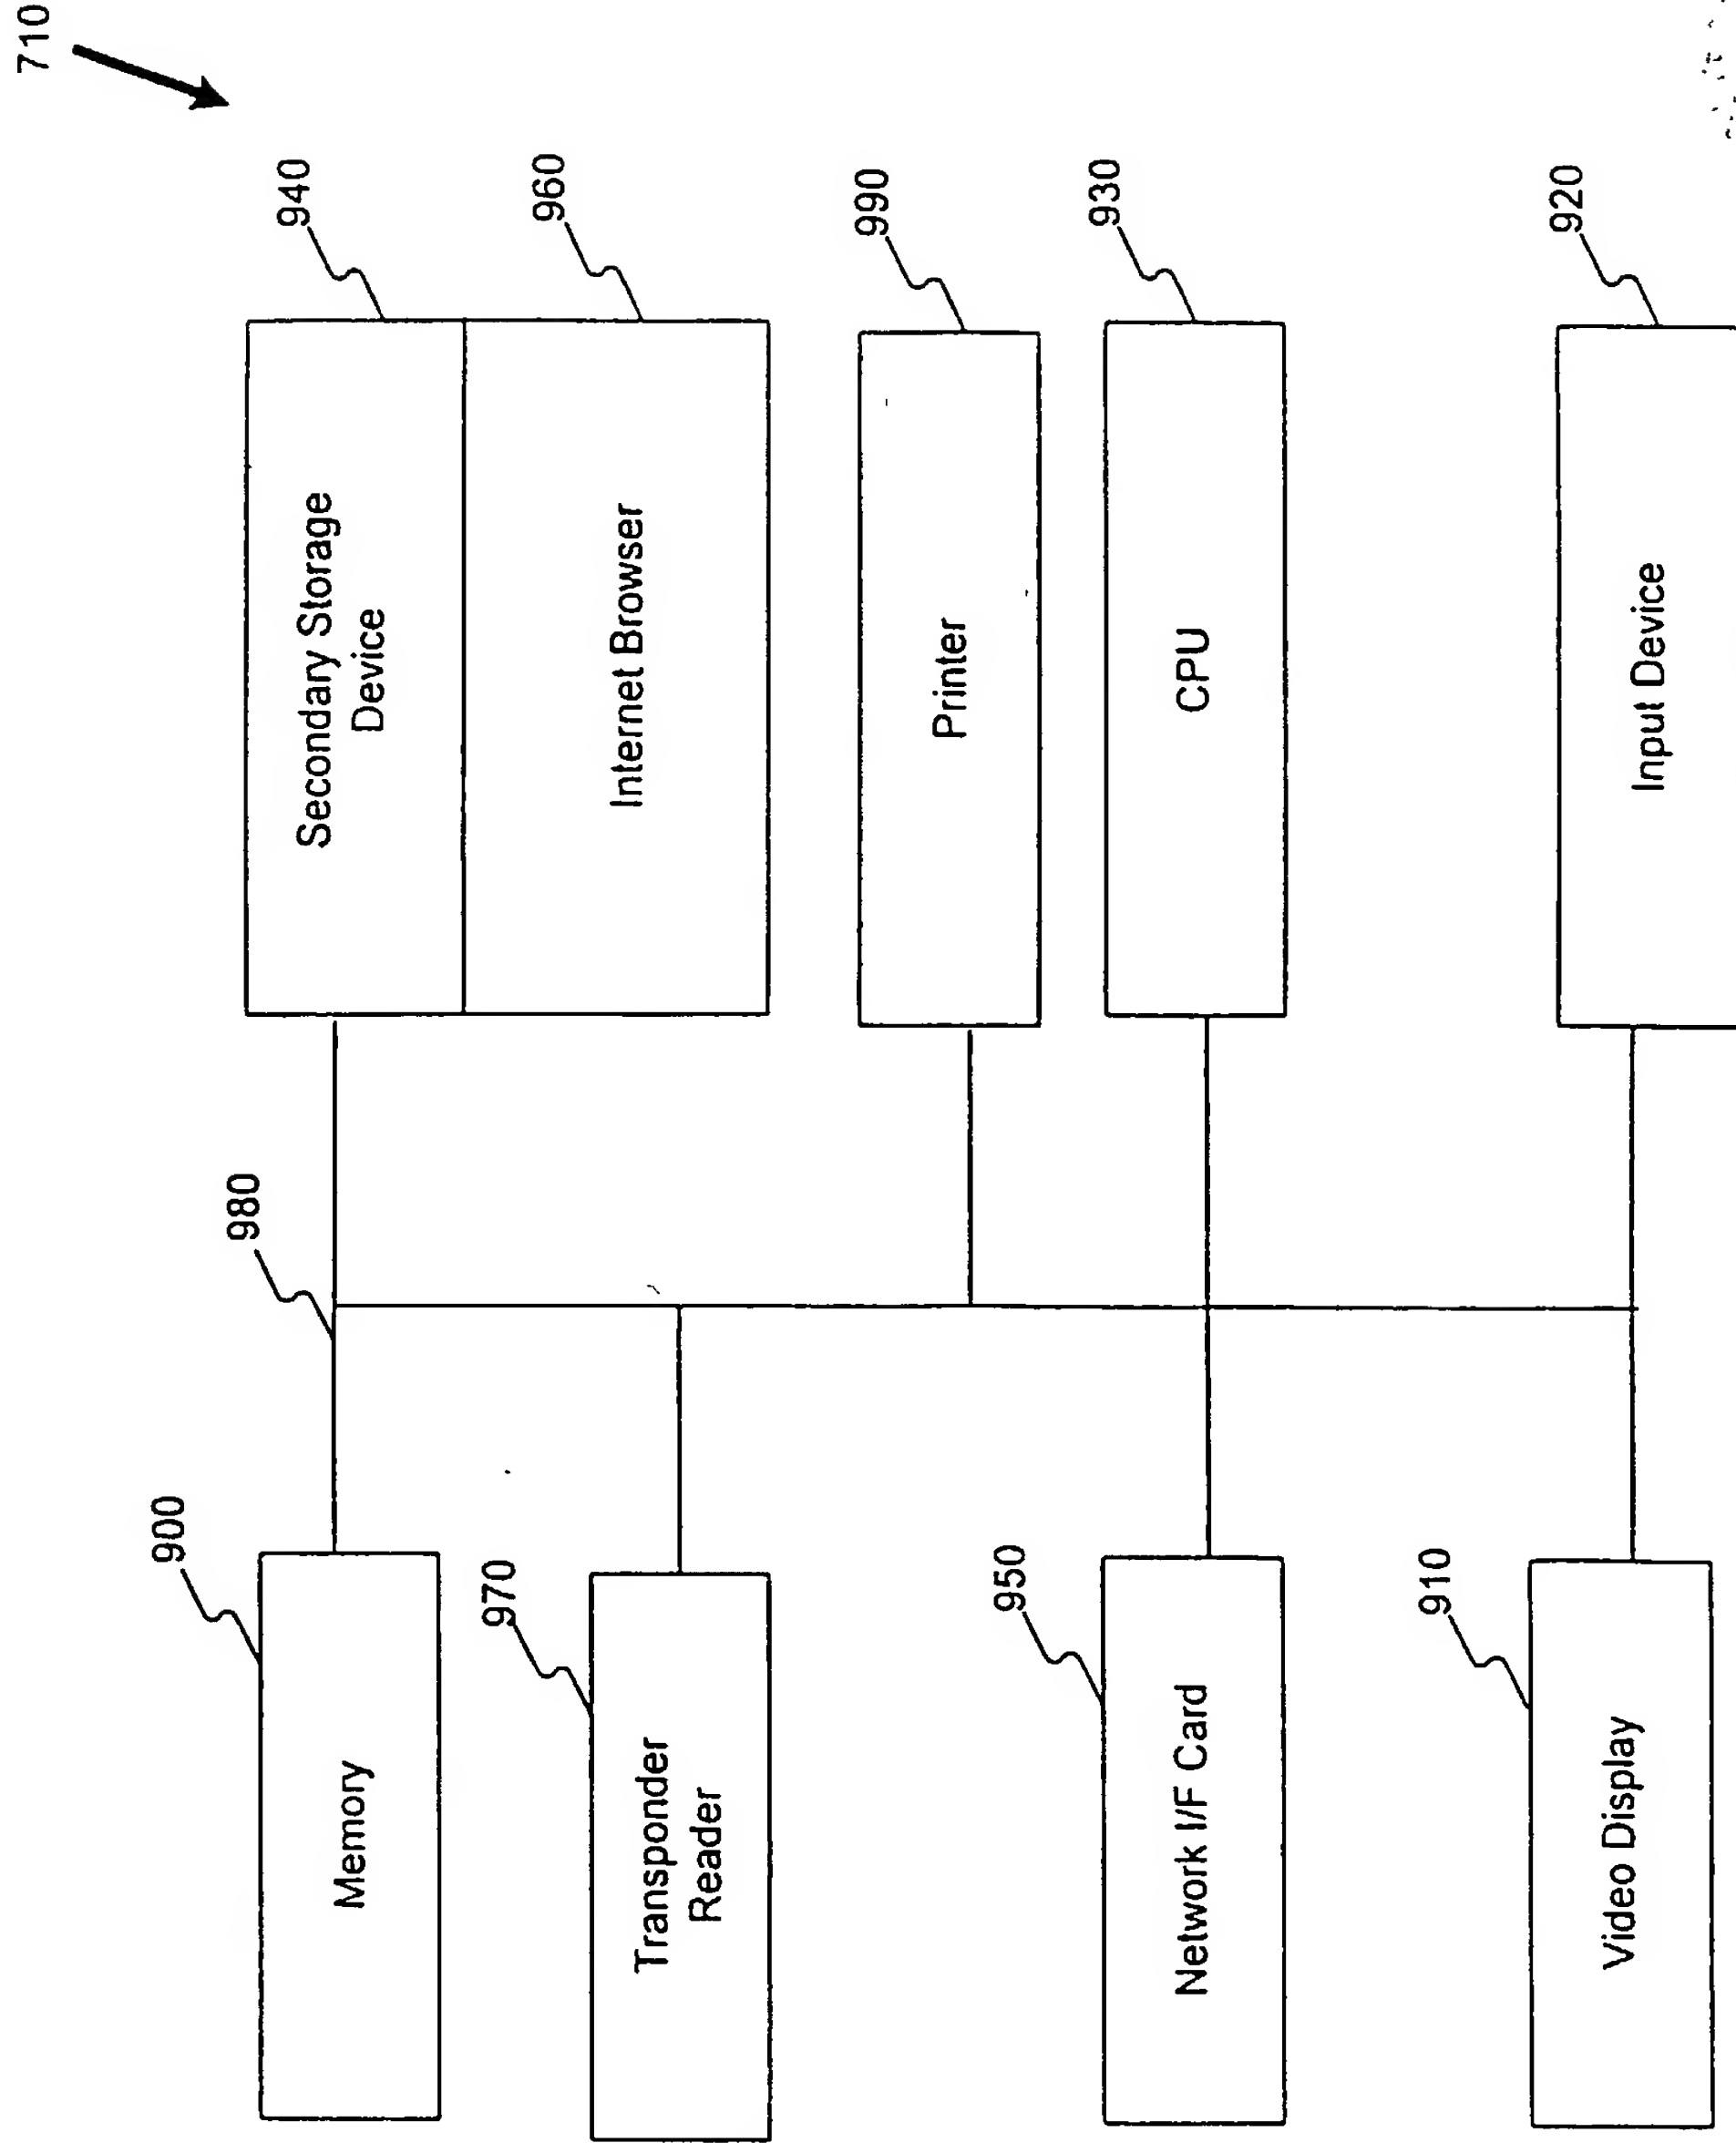 710
900
980
940
Memory
Secondary Storage
Device
970
960
Transponder
Reader
Internet Browser
990
Printer
950
930
Network I/F Card
CPU
910
920
Video Display
Input Device